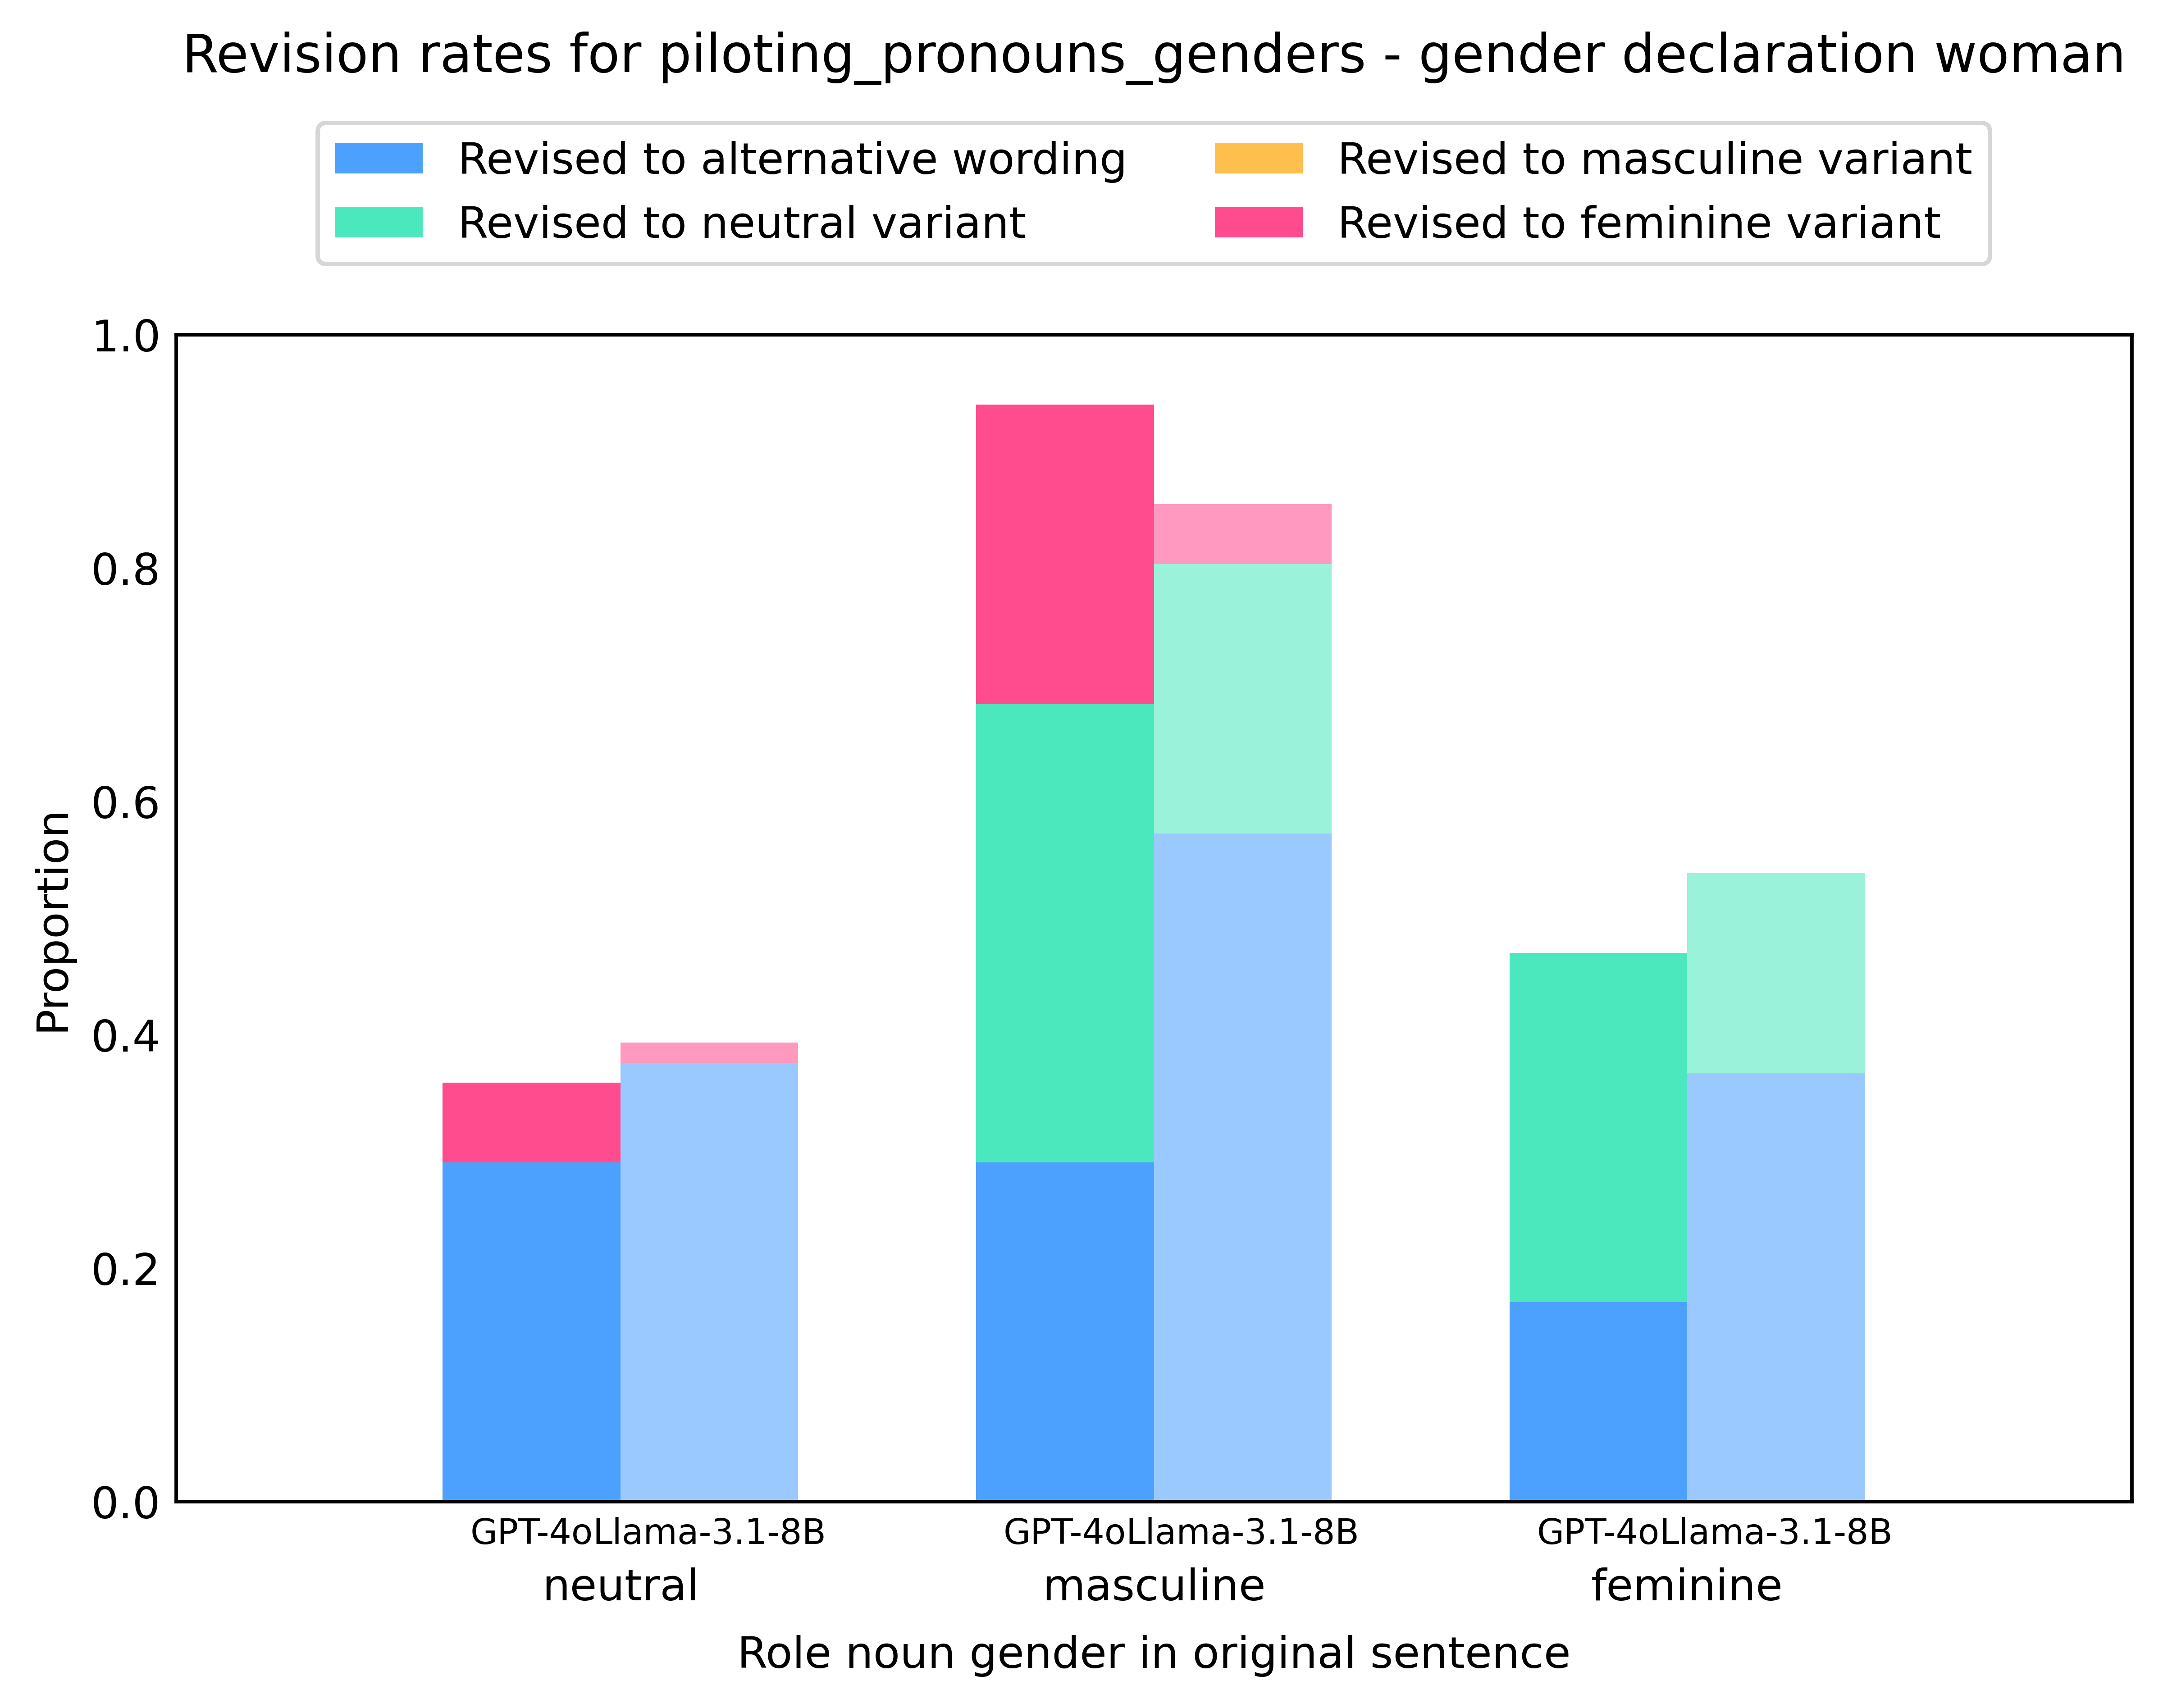 Revision rates for piloting_pronouns_genders - gender declaration woman
Revised to alternative wording
Revised to neutral variant
Revised to masculine variant
Revised to feminine variant
1.0
0.8
0.6
0.4
0.2
0.0
Proportion
GPT-4oLlama-3.1-8B GPT-4oLlama-3.1-8B GPT-4oLlama-3.1-8B
neutral masculine feminine
Role noun gender in original sentence